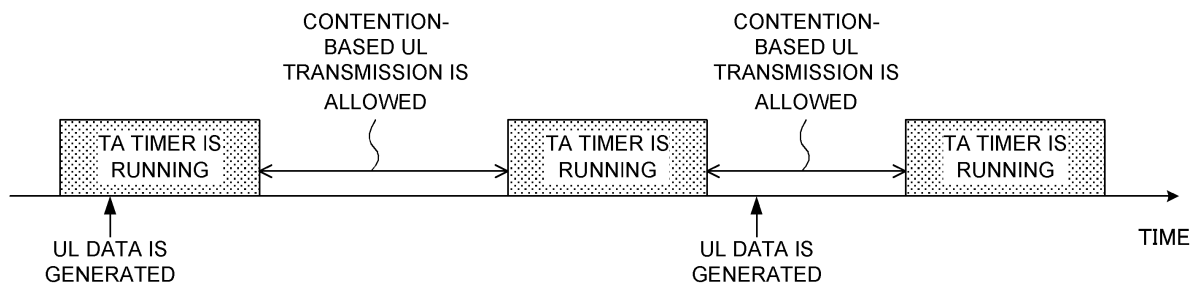 CONTENTION-
BASED UL
TRANSMISSION IS
ALLOWED
CONTENTION-
BASED UL
TRANSMISSION IS
ALLOWED
TA TIMER IS
RUNNING
TA TIMER IS
RUNNING
TA TIMER IS
RUNNING
UL DATA IS
GENERATED
UL DATA IS
GENERATED
TIME